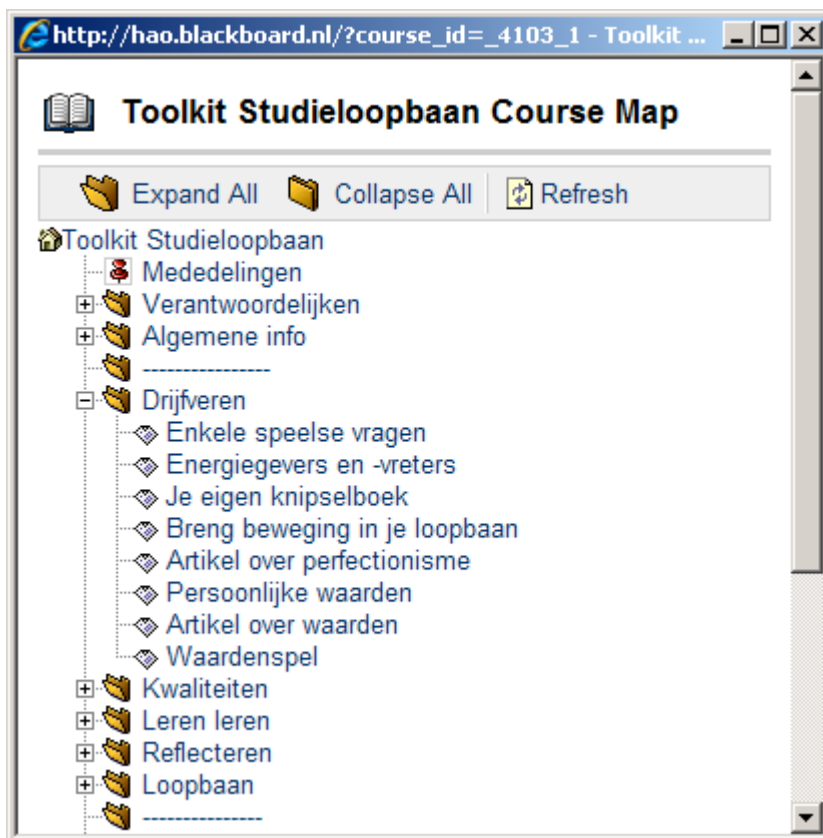 http://hao.blackboard.nl/?course_id=_4103_1 - Toolkit ...
Toolkit Studieloopbaan Course Map
Expand All Collapse All Refresh
Toolkit Studieloopbaan
Mededelingen
Verantwoordelijken
Algemene info
----------------
Drijfveren
Enkele speelse vragen
Energiegevers en -vreters
Je eigen knipselboek
Breng beweging in je loopbaan
Artikel over perfectionisme
Persoonlijke waarden
Artikel over waarden
Waardenspel
Kwaliteiten
Leren leren
Reflecteren
Loopbaan
---------------